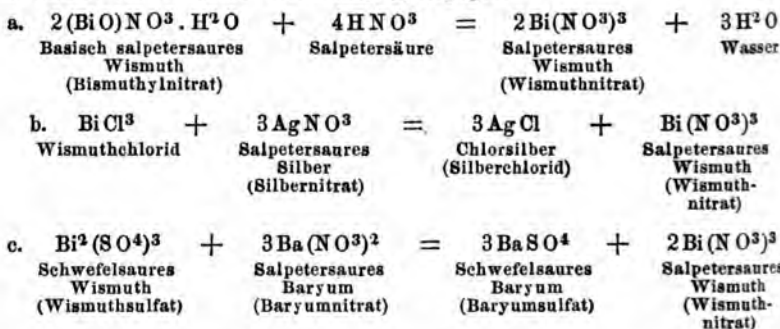 a. 2(BiO)NO³.H²O + 4HNO³ = 2Bi(NO³)³ + 3H²O
Basisch salpetersaures Salpetersäure Salpetersaures Wasser
Wismuth Wismuth
(Bismuthylnitrat) (Wismuthnitrat)
b. BiCl³ + 3AgNO³ = 3AgCl + Bi(NO³)³
Wismuthchlorid Salpetersaures Chlorsilber Salpetersaures
Silber (Silberchlorid) Wismuth
(Silbernitrat) (Wismuth-
nitrat)
c. Bi²(SO⁴)³ + 3Ba(NO³)² = 3BaSO⁴ + 2Bi(NO³)³
Schwefelsaures Salpetersaures Schwefelsaures Salpetersaures
Wismuth Baryum Baryum Wismuth
(Wismuthsulfat) (Baryumnitrat) (Baryumsulfat) (Wismuth-
nitrat)